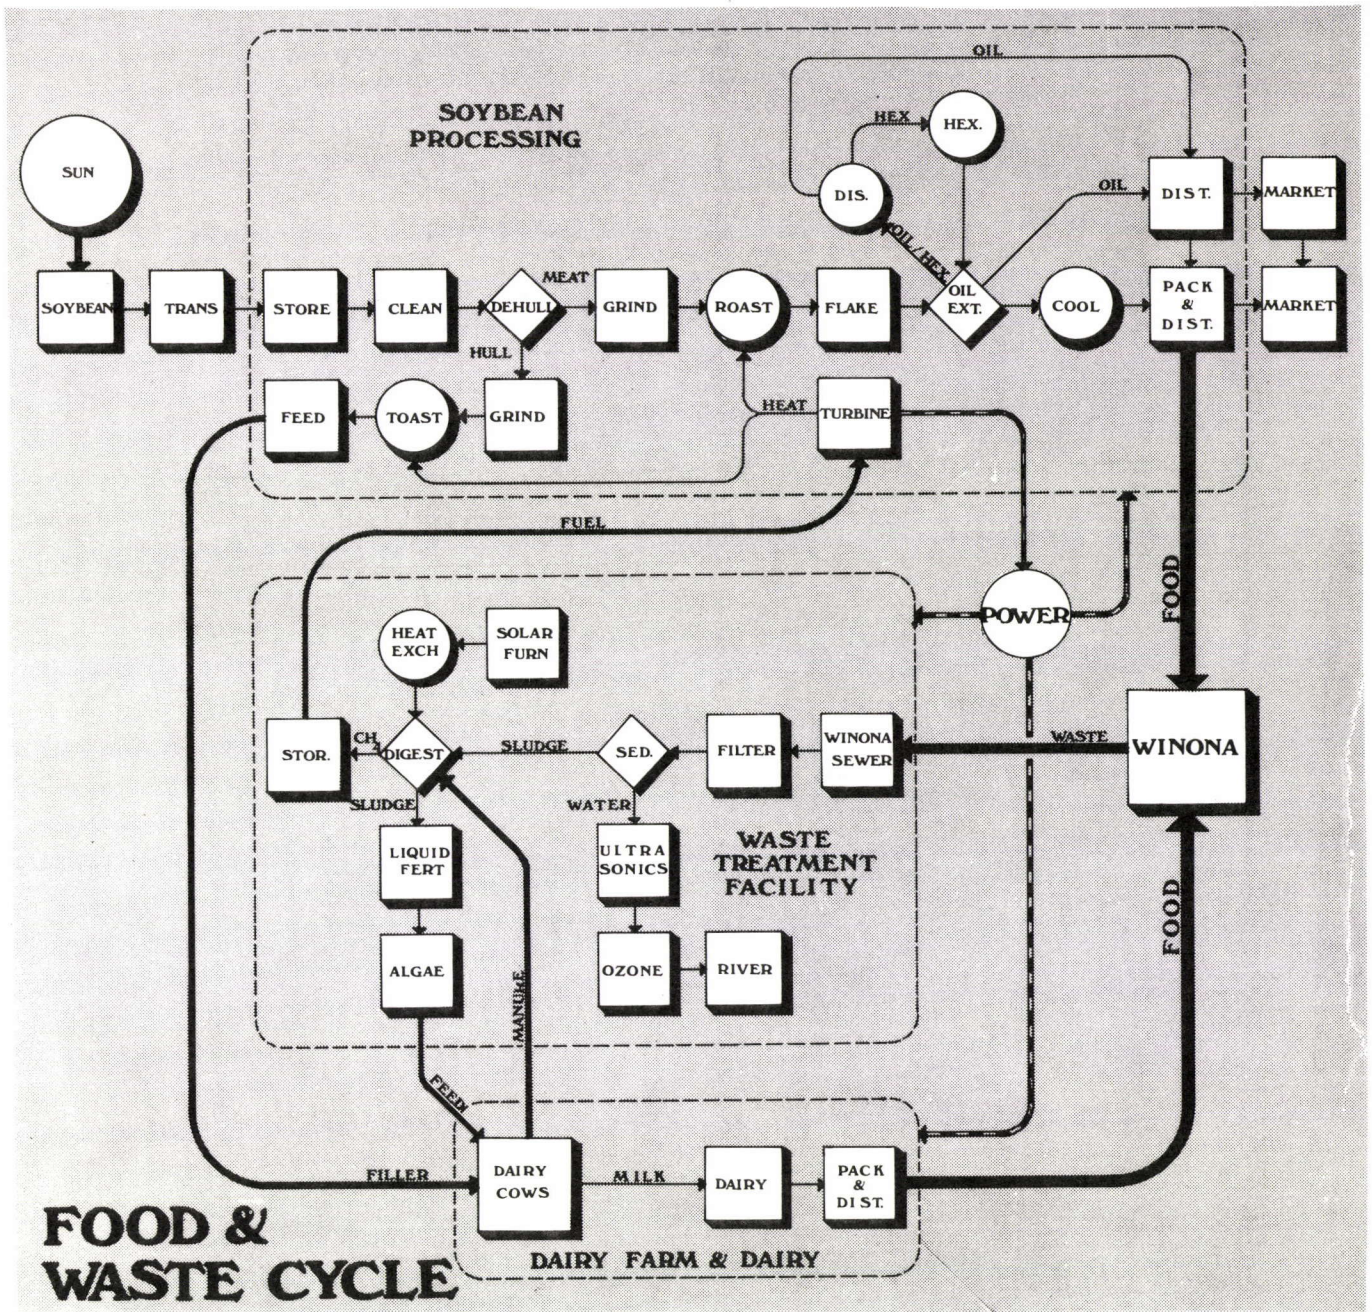 OIL
SOYBEAN
PROCESSING
HEX
HEX.
SUN
DIS.
OIL
DIST.
MARKET
OIL/HEX
SOYBEAN
TRANS
STORE
CLEAN
DEHULL
MEAT
GRIND
ROAST
FLAKE
OIL
EXT.
COOL
PACK
&
DIST.
MARKET
HULL
FEED
TOAST
GRIND
HEAT
TURBINE
FUEL
FOOD
POWER
HEAT
EXCH
SOLAR
FURN
STOR.
CH4
DIGEST
SLUDGE
SED.
FILTER
WINONA
SEWER
WASTE
WINONA
SLUDGE
WATER
LIQUID
FERT
ULTRA
SONICS
WASTE
TREATMENT
FACILITY
FOOD
ALGAE
MANURE
OZONE
RIVER
FEED
FILLER
DAIRY
COWS
MILK
DAIRY
PACK
&
DIST.
DAIRY FARM & DAIRY
FOOD &
WASTE CYCLE